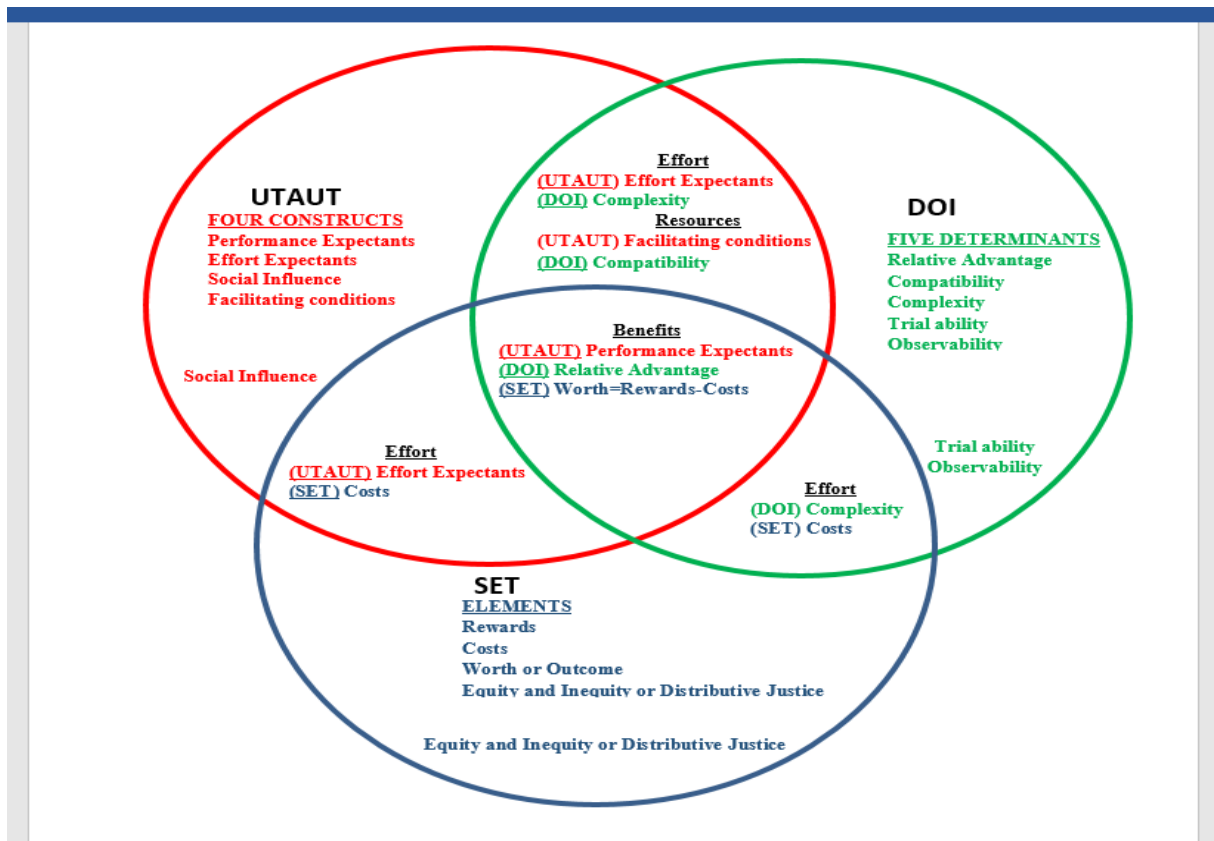 UTAUT
FOUR CONSTRUCTS
Performance Expectants
Effort Expectants
Social Influence
Facilitating conditions
Social Influence
Effort
(UTAUT) Effort Expectants
(DOI) Complexity
Resources
(UTAUT) Facilitating conditions
(DOI) Compatibility
DOI
FIVE DETERMINANTS
Relative Advantage
Compatibility
Complexity
Trial ability
Observability
Benefits
(UTAUT) Performance Expectants
(DOI) Relative Advantage
(SET) Worth=Rewards-Costs
Effort
(UTAUT) Effort Expectants
(SET) Costs
Trial ability
Observability
Effort
(DOI) Complexity
(SET) Costs
SET
ELEMENTS
Rewards
Costs
Worth or Outcome
Equity and Inequity or Distributive Justice
Equity and Inequity or Distributive Justice